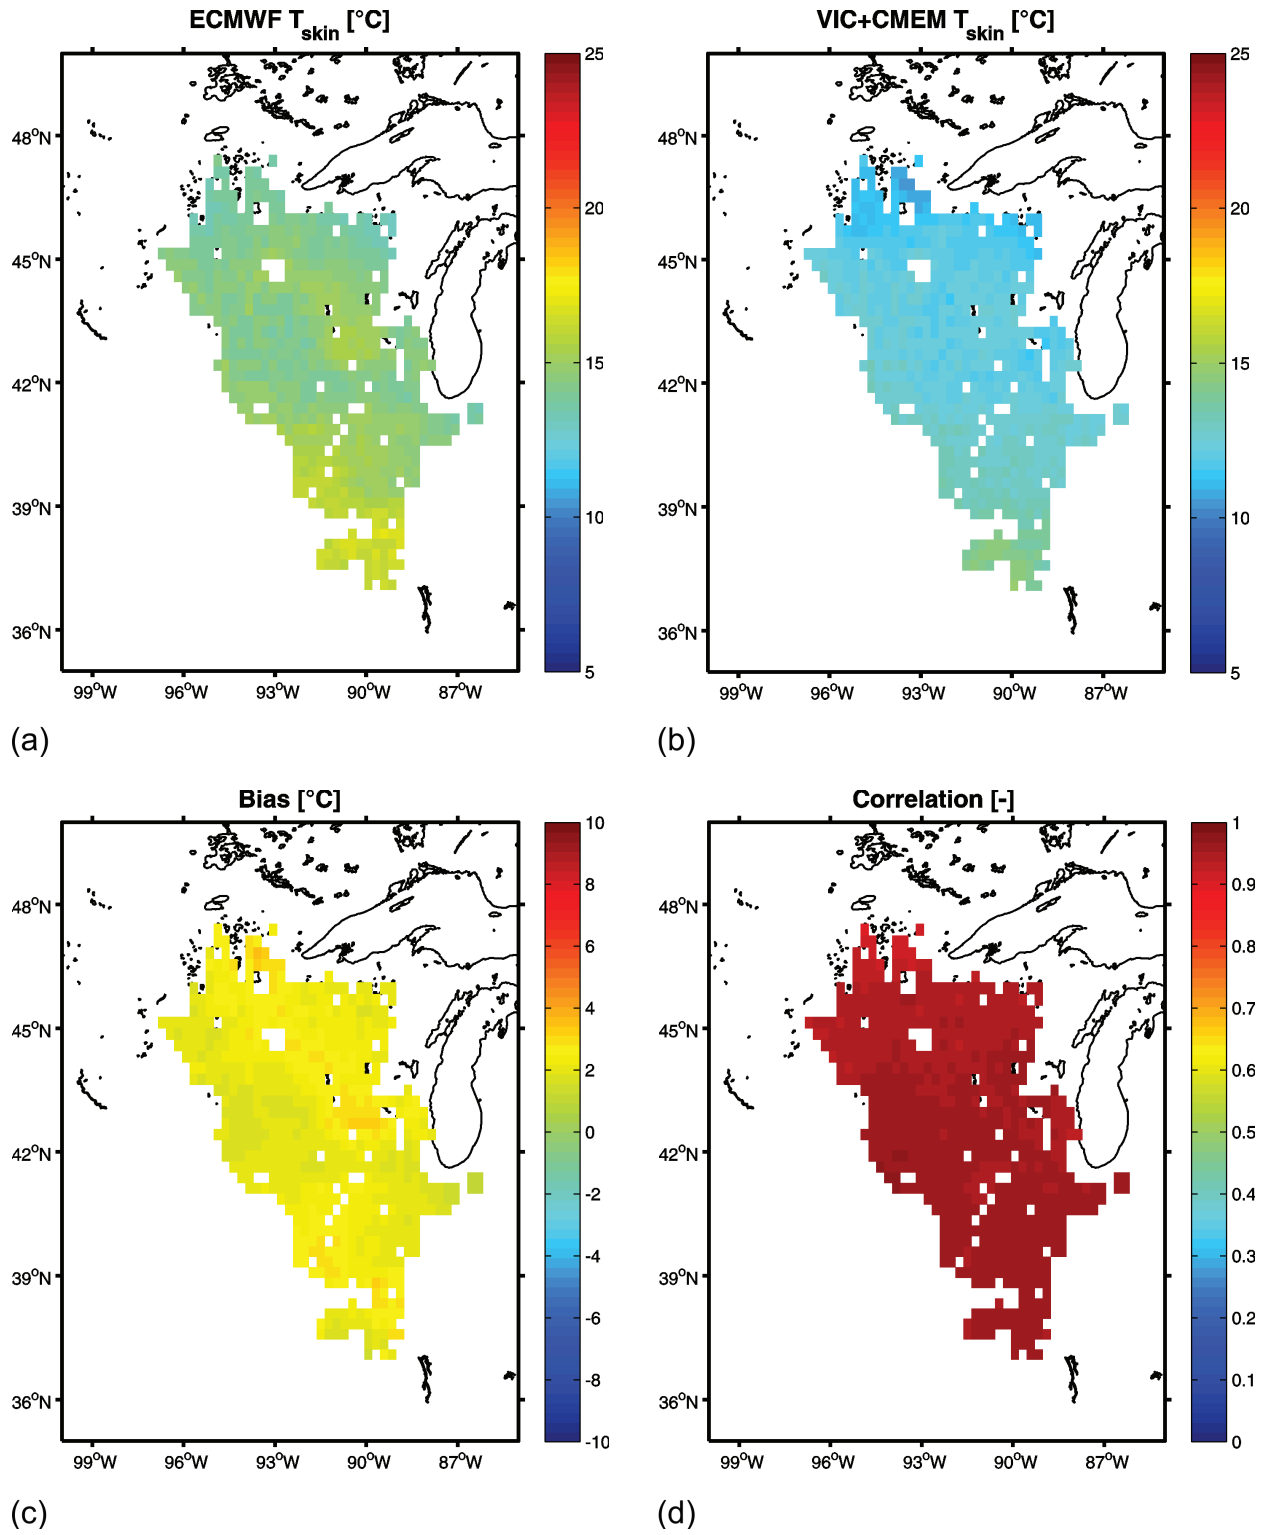 ECMWF Tskin [°C]
VIC+CMEM Tskin [°C]
25
20
15
10
5
48°N
45°N
42°N
39°N
36°N
99°W 96°W 93°W 90°W 87°W
25
20
15
10
5
48°N
45°N
42°N
39°N
36°N
99°W 96°W 93°W 90°W 87°W
(a)
(b)
Bias [°C]
Correlation [-]
10
8
6
4
2
0
-2
-4
-6
-8
-10
48°N
45°N
42°N
39°N
36°N
99°W 96°W 93°W 90°W 87°W
1
0.9
0.8
0.7
0.6
0.5
0.4
0.3
0.2
0.1
0
48°N
45°N
42°N
39°N
36°N
99°W 96°W 93°W 90°W 87°W
(c)
(d)